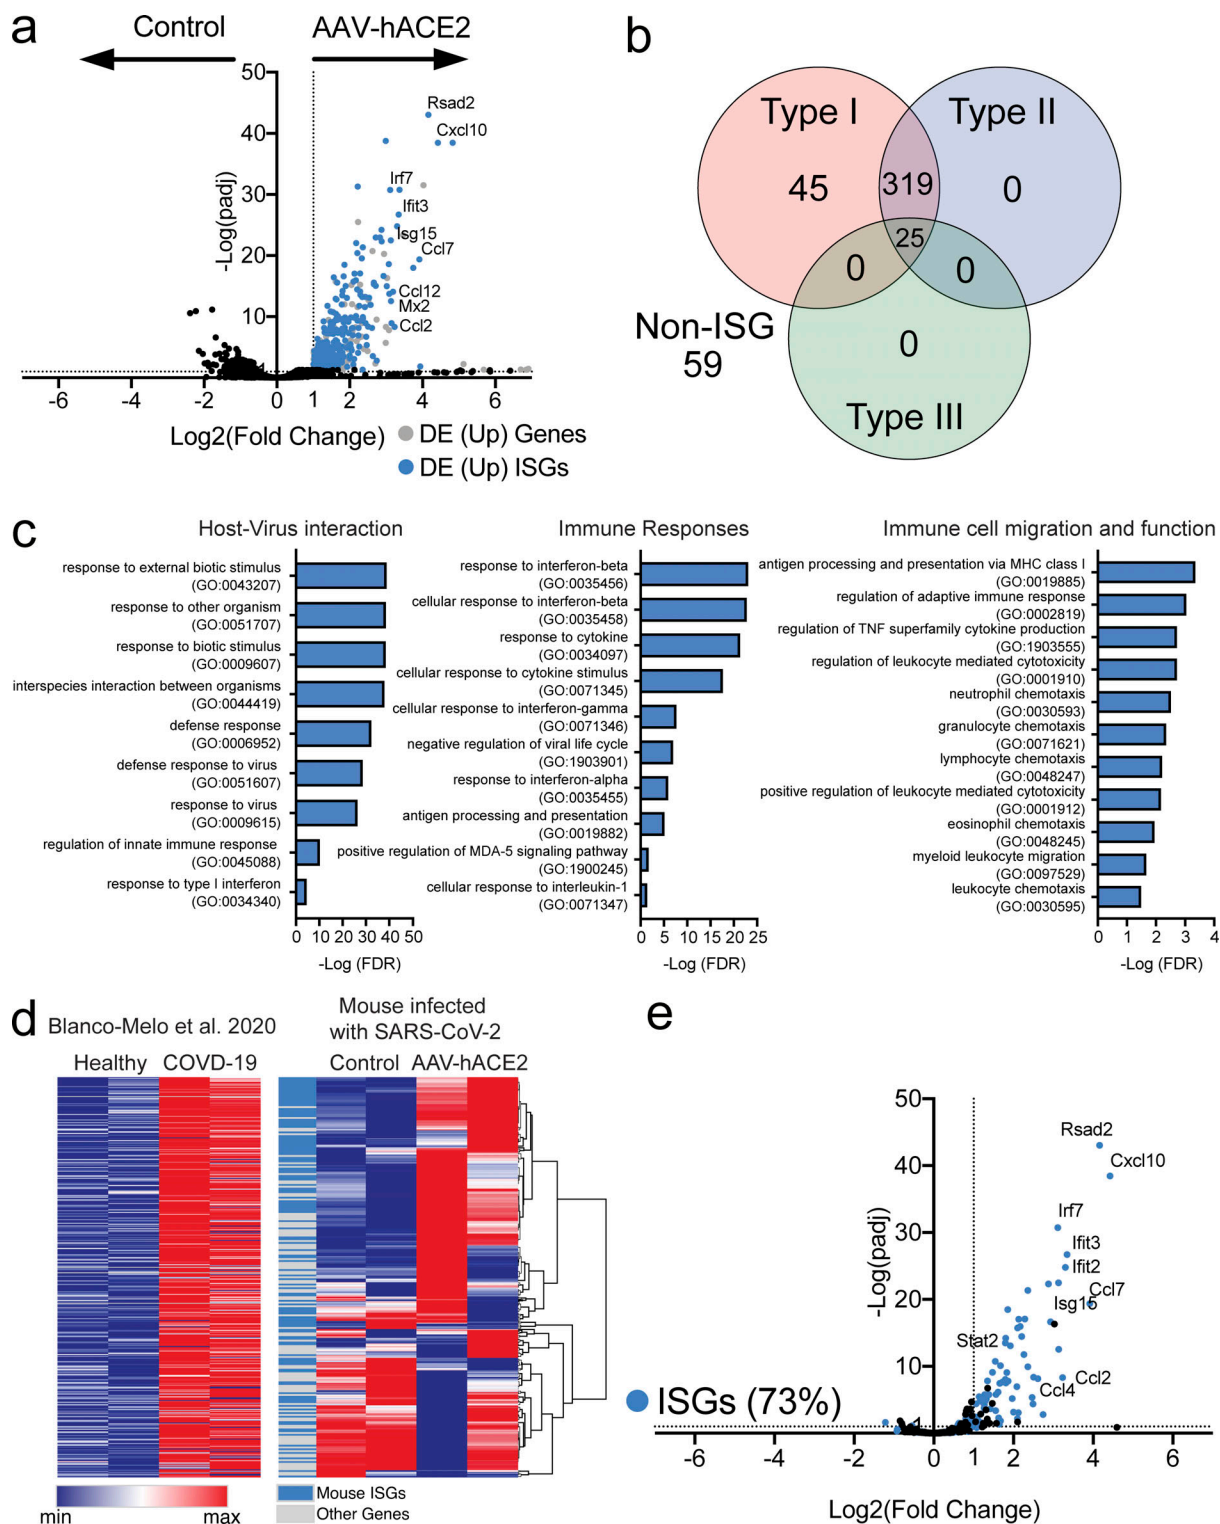 a
Control
AAV-hACE2
50
40
30
20
10
-Log(padj)
Rsad2
Cxcl10
Irf7
Ifit3
Isg15
Ccl7
Ccl12
Mx2
Ccl2
-6
-4
-2
0
1
2
4
6
Log2(Fold Change)
DE (Up) Genes
DE (Up) ISGs
b
Type I
Type II
45
319
0
25
0
0
Non-ISG
59
0
Type III
c
Host-Virus interaction
response to external biotic stimulus
(GO:0043207)
response to other organism
(GO:0051707)
response to biotic stimulus
(GO:0009607)
interspecies interaction between organisms
(GO:0044419)
defense response
(GO:0006952)
defense response to virus
(GO:0051607)
response to virus
(GO:0009615)
regulation of innate immune response
(GO:0045088)
response to type I interferon
(GO:0034340)
0 10 20 30 40 50
-Log (FDR)
Immune Responses
response to interferon-beta
(GO:0035456)
cellular response to interferon-beta
(GO:0035458)
response to cytokine
(GO:0034097)
cellular response to cytokine stimulus
(GO:0071345)
cellular response to interferon-gamma
(GO:0071346)
negative regulation of viral life cycle
(GO:1903901)
response to interferon-alpha
(GO:0035455)
antigen processing and presentation
(GO:0019882)
positive regulation of MDA-5 signaling pathway
(GO:1900245)
cellular response to interleukin-1
(GO:0071347)
0 5 10 15 20 25
-Log (FDR)
Immune cell migration and function
antigen processing and presentation via MHC class I
(GO:0019885)
regulation of adaptive immune response
(GO:0002819)
regulation of TNF superfamily cytokine production
(GO:1903555)
regulation of leukocyte mediated cytotoxicity
(GO:0001910)
neutrophil chemotaxis
(GO:0030593)
granulocyte chemotaxis
(GO:0071621)
lymphocyte chemotaxis
(GO:0048247)
positive regulation of leukocyte mediated cytotoxicity
(GO:0001912)
eosinophil chemotaxis
(GO:0048245)
myeloid leukocyte migration
(GO:0097529)
leukocyte chemotaxis
(GO:0030595)
0 1 2 3 4
-Log (FDR)
d
Blanco-Melo et al. 2020
Healthy COVD-19
Mouse infected
with SARS-CoV-2
Control AAV-hACE2
min
max
Mouse ISGs
Other Genes
e
50
40
30
20
10
1
-Log(padj)
Rsad2
Cxcl10
Irf7
Ifit3
Ifit2
Ccl7
Isg15
Stat2
Ccl2
Ccl4
ISGs (73%)
-6
-4
-2
0
1
2
4
6
Log2(Fold Change)